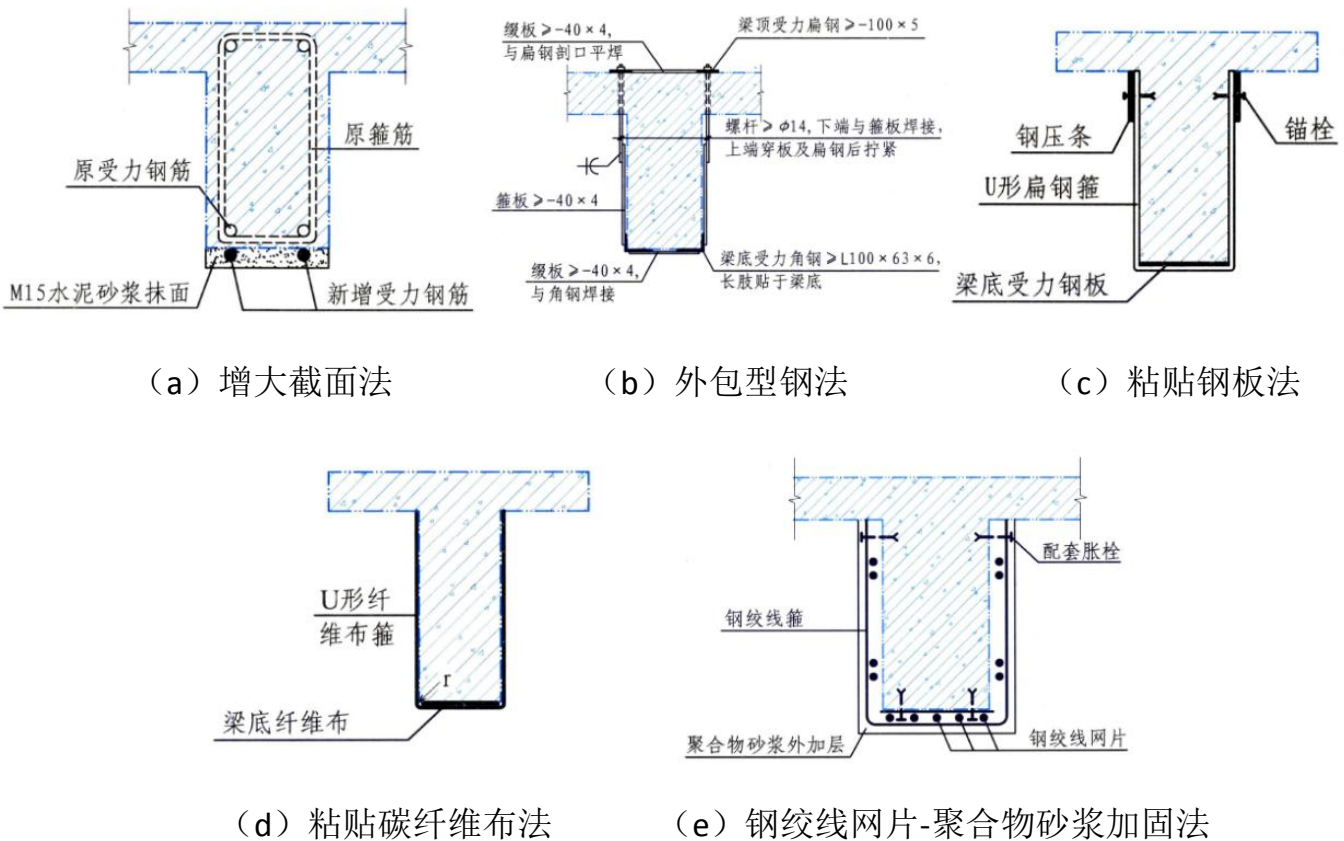 原箍筋
原受力钢筋
M15水泥砂浆抹面
新增受力钢筋
(a)增大截面法
缀板≥-40×4,
与扁钢剖口平焊
梁顶受力扁钢≥-100×5
螺杆≥φ14,下端与箍板焊接,
上端穿板及扁钢后拧紧
箍板≥-40×4
缀板≥-40×4,
与角钢焊接
梁底受力角钢≥L100×63×6,
长肢贴于梁底
(b)外包型钢法
钢压条
锚栓
U形扁钢箍
梁底受力钢板
(c)粘贴钢板法
U形纤
维布箍
r
梁底纤维布
(d)粘贴碳纤维布法
配套胀栓
钢绞线箍
聚合物砂浆外加层
钢绞线网片
(e)钢绞线网片-聚合物砂浆加固法